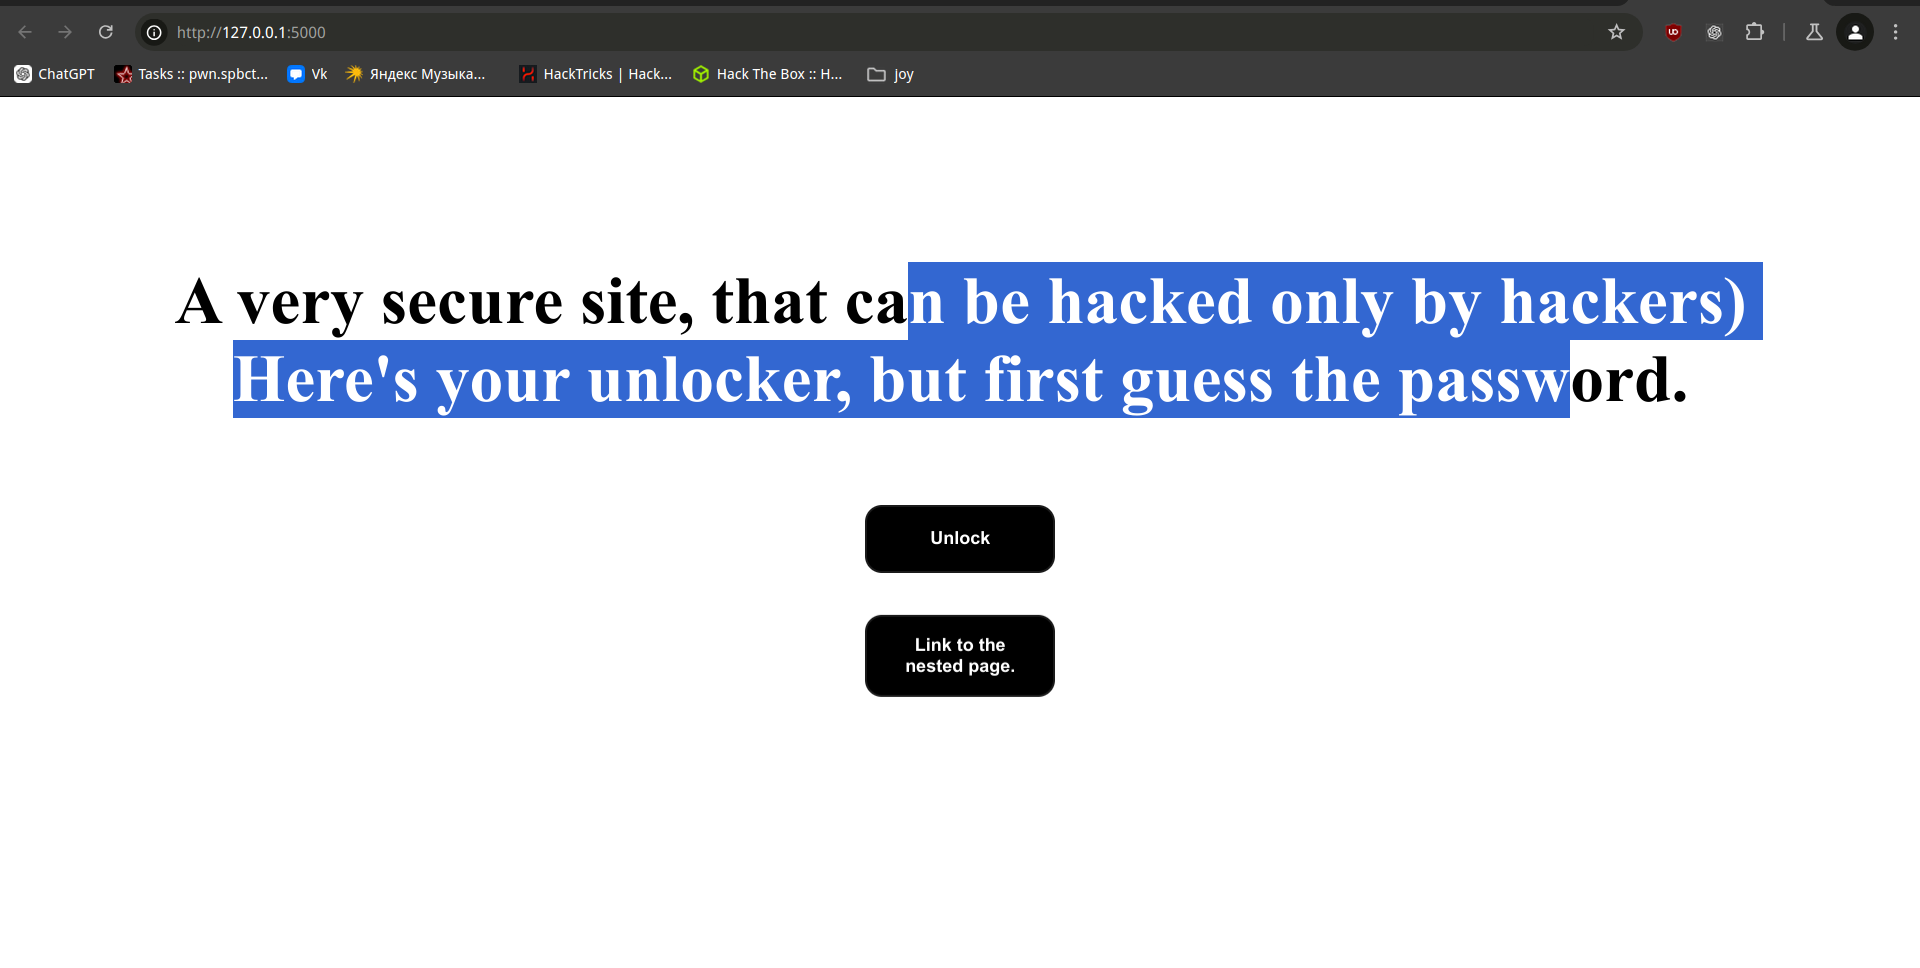 http://127.0.0.1:5000
ChatGPT Tasks :: pwn.spbct... Vk Яндекс Музыка... HackTricks | Hack... Hack The Box :: H... Joy
A very secure site, that can be hacked only by hackers)
Here's your unlocker, but first guess the password.
Unlock
Link to the
nested page.